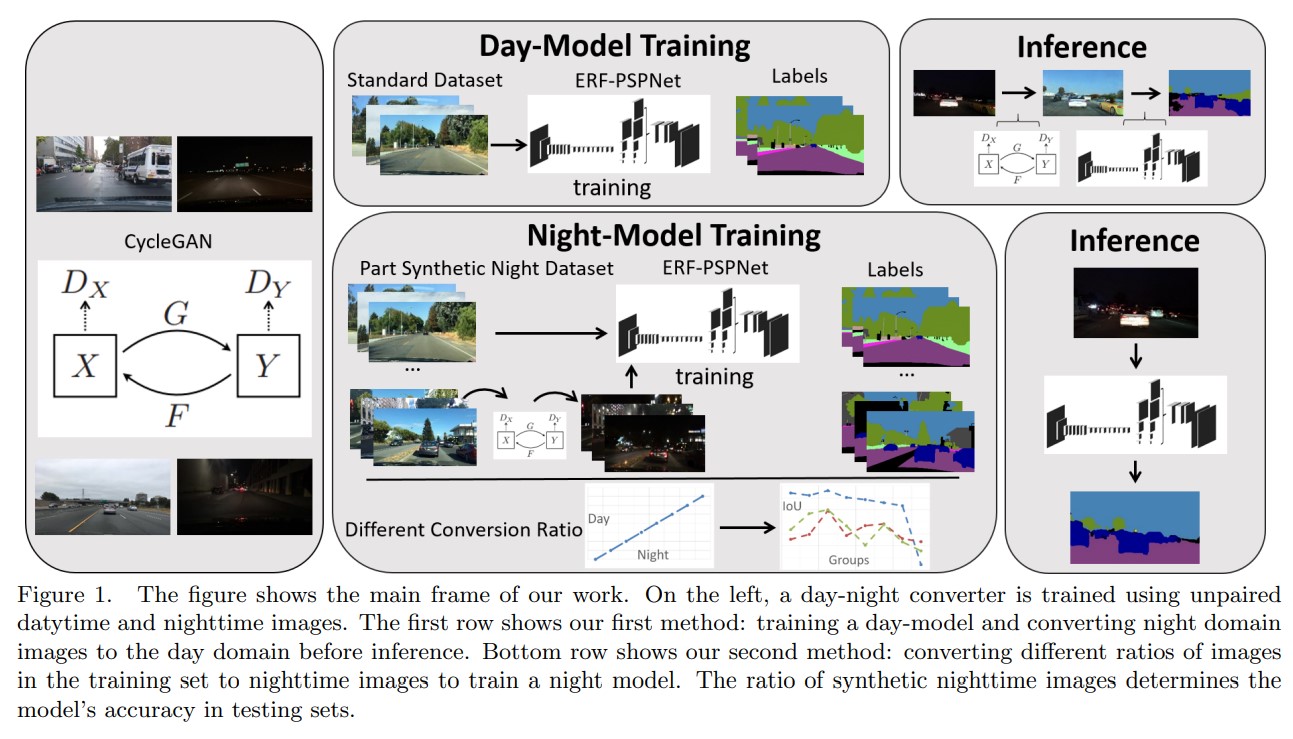 Day-Model Training
Standard Dataset
ERF-PSPNet
Labels
training
Inference
D_X
D_Y
G
X
Y
F
CycleGAN
D_X
D_Y
G
X
Y
F
Night-Model Training
Part Synthetic Night Dataset
ERF-PSPNet
Labels
...
training
...
D_X
D_Y
G
X
Y
F
Different Conversion Ratio
Day
Night
IoU
Groups
Inference
Figure 1. The figure shows the main frame of our work. On the left, a day-night converter is trained using unpaired
datytime and nighttime images. The first row shows our first method: training a day-model and converting night domain
images to the day domain before inference. Bottom row shows our second method: converting different ratios of images
in the training set to nighttime images to train a night model. The ratio of synthetic nighttime images determines the
model's accuracy in testing sets.